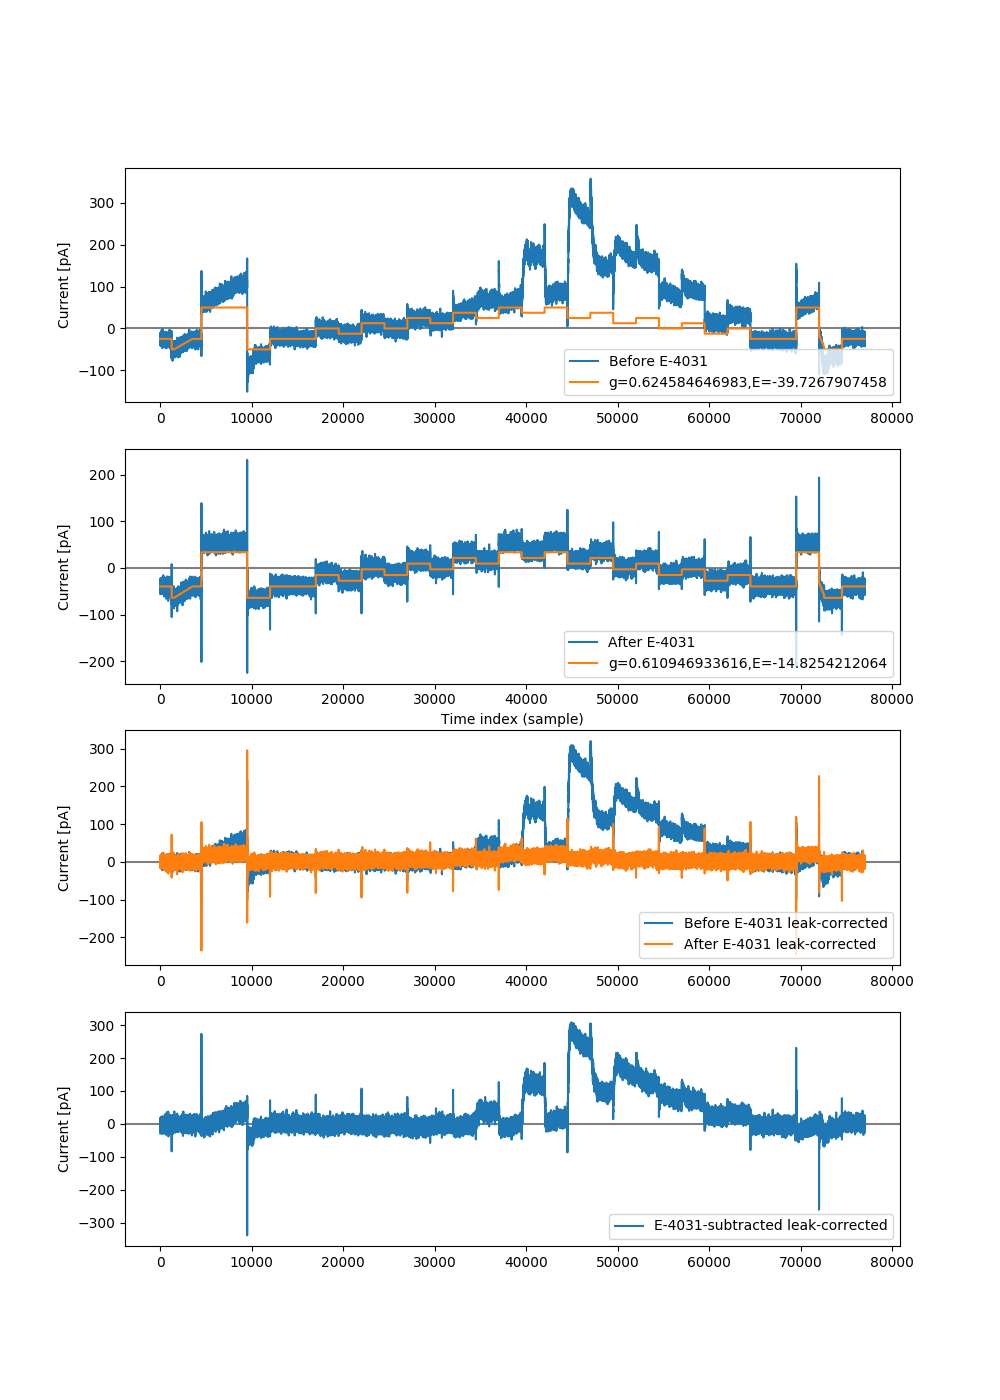 Current [pA]
300
200
100
0
−100
Before E-4031
g=0.624584646983,E=-39.7267907458
0 10000 20000 30000 40000 50000 60000 70000 80000
Current [pA]
200
100
0
−100
−200
After E-4031
g=0.610946933616,E=-14.8254212064
0 10000 20000 30000 40000 50000 60000 70000 80000
Time index (sample)
Current [pA]
300
200
100
0
−100
−200
Before E-4031 leak-corrected
After E-4031 leak-corrected
0 10000 20000 30000 40000 50000 60000 70000 80000
Current [pA]
300
200
100
0
−100
−200
−300
E-4031-subtracted leak-corrected
0 10000 20000 30000 40000 50000 60000 70000 80000